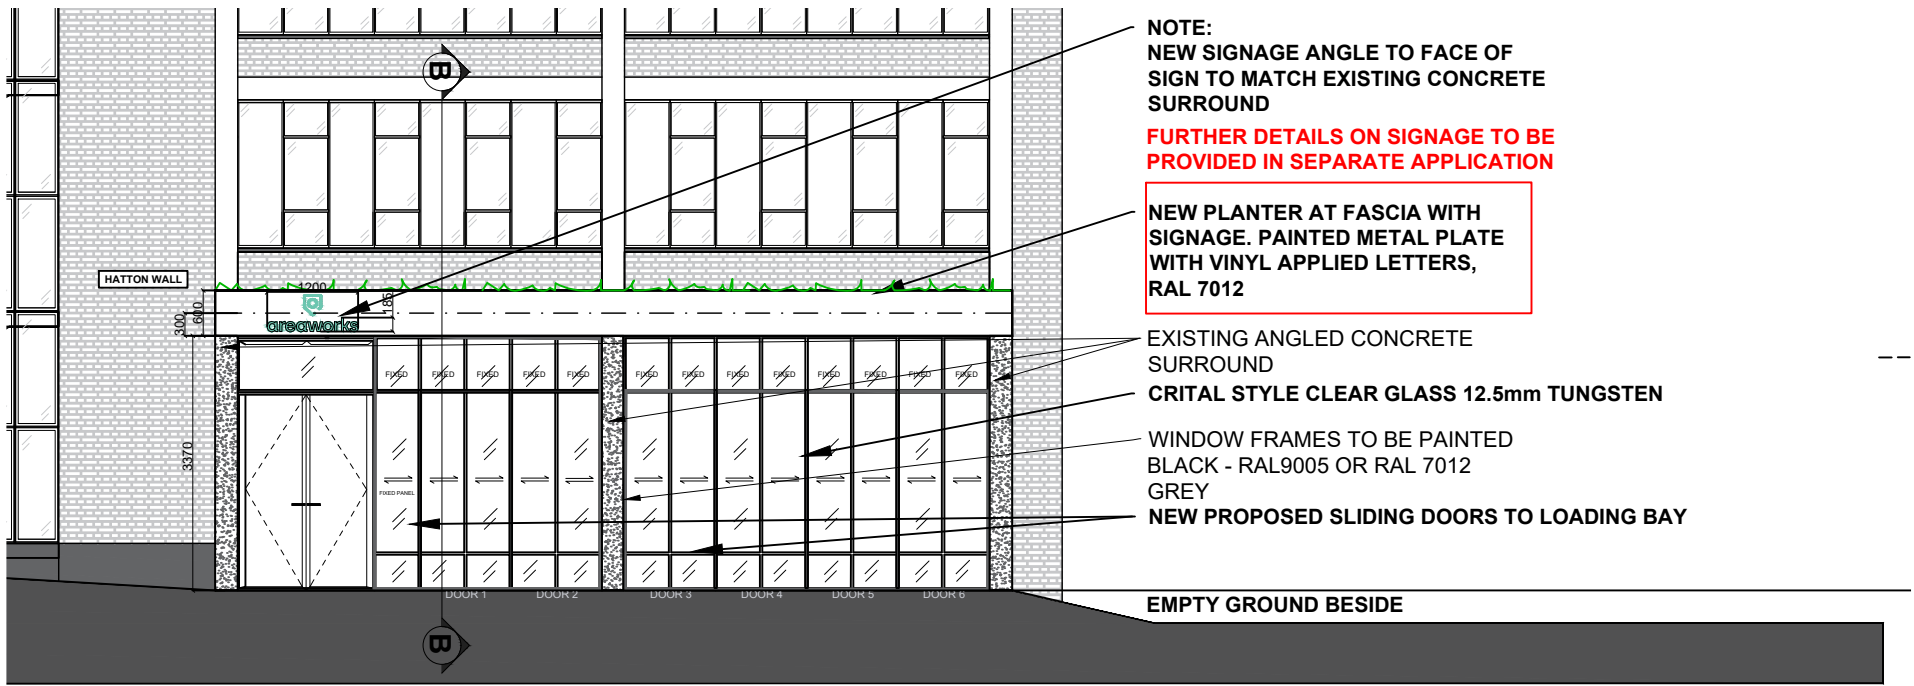 NOTE:
NEW SIGNAGE ANGLE TO FACE OF
SIGN TO MATCH EXISTING CONCRETE
SURROUND
FURTHER DETAILS ON SIGNAGE TO BE
PROVIDED IN SEPARATE APPLICATION
NEW PLANTER AT FASCIA WITH
SIGNAGE. PAINTED METAL PLATE
WITH VINYL APPLIED LETTERS,
RAL 7012
EXISTING ANGLED CONCRETE
SURROUND
CRITAL STYLE CLEAR GLASS 12.5mm TUNGSTEN
WINDOW FRAMES TO BE PAINTED
BLACK - RAL9005 OR RAL 7012
GREY
NEW PROPOSED SLIDING DOORS TO LOADING BAY
EMPTY GROUND BESIDE
B
HATTON WALL
1200
185
600
300
areaworks
3370
FIXED FIXED FIXED FIXED FIXED FIXED FIXED FIXED FIXED FIXED FIXED FIXED FIXED
FIXED PANEL
DOOR 1 DOOR 2 DOOR 3 DOOR 4 DOOR 5 DOOR 6
B